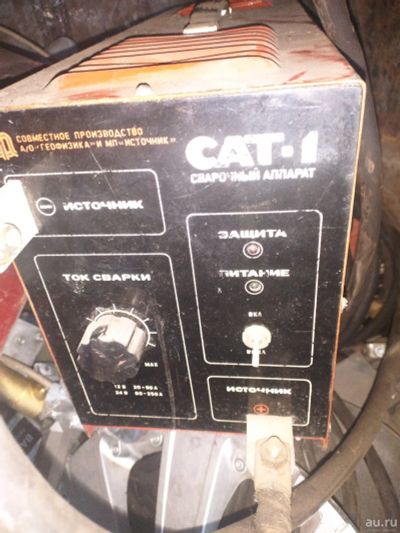 СОВМЕСТНОЕ ПРОИЗВОДСТВО
А/О «ГЕОФИЗИКА» И МП «ИСТОЧНИК»
САТ-1
СВАРОЧНЫЙ АППАРАТ
ИСТОЧНИК
ЗАЩИТА
ТОК СВАРКИ
ПИТАНИЕ
ВКЛ
MAX
ИСТОЧНИК
24 В
au.ru